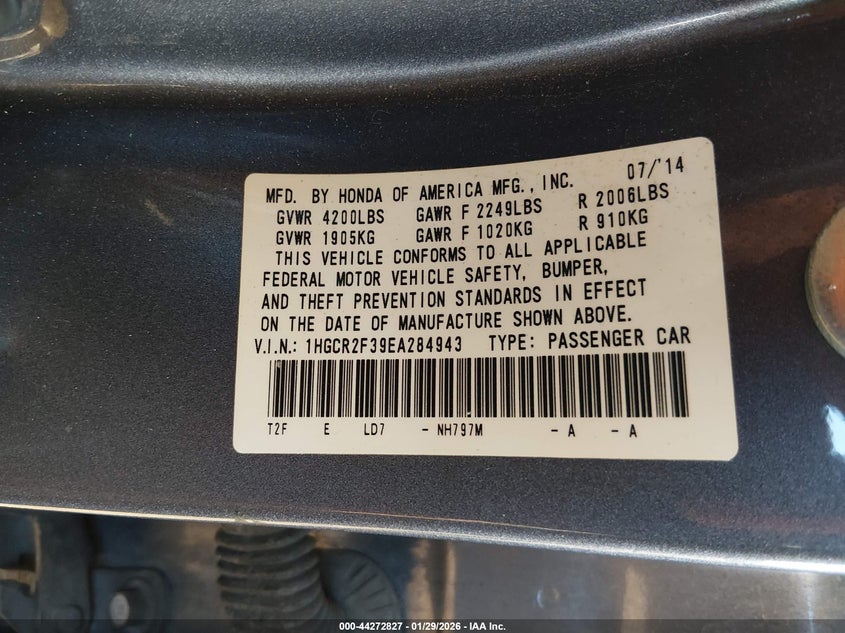 07/'14
MFD. BY HONDA OF AMERICA MFG., INC.
GVWR 4200LBS GAWR F 2249LBS R 2006LBS
GVWR 1905KG GAWR F 1020KG R 910KG
THIS VEHICLE CONFORMS TO ALL APPLICABLE
FEDERAL MOTOR VEHICLE SAFETY, BUMPER,
AND THEFT PREVENTION STANDARDS IN EFFECT
ON THE DATE OF MANUFACTURE SHOWN ABOVE.
V.I.N.: 1HGCR2F39EA284943 TYPE: PASSENGER CAR
T2F E LD7 - NH797M - A - A
000-44272827 | 01/29/2026 | IAA Inc.